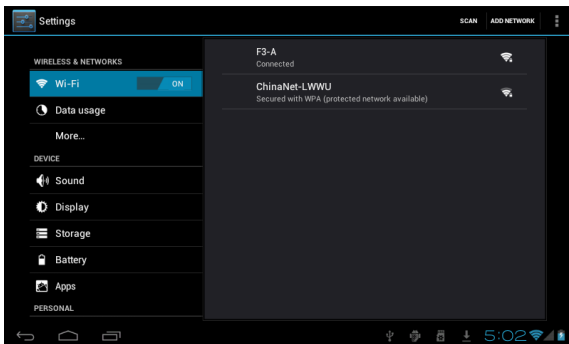 Settings
SCAN ADD NETWORK
WIRELESS & NETWORKS
Wi-Fi ON
Data usage
More...
DEVICE
Sound
Display
Storage
Battery
Apps
PERSONAL
F3-A
Connected
ChinaNet-LWWU
Secured with WPA (protected network available)
5:02